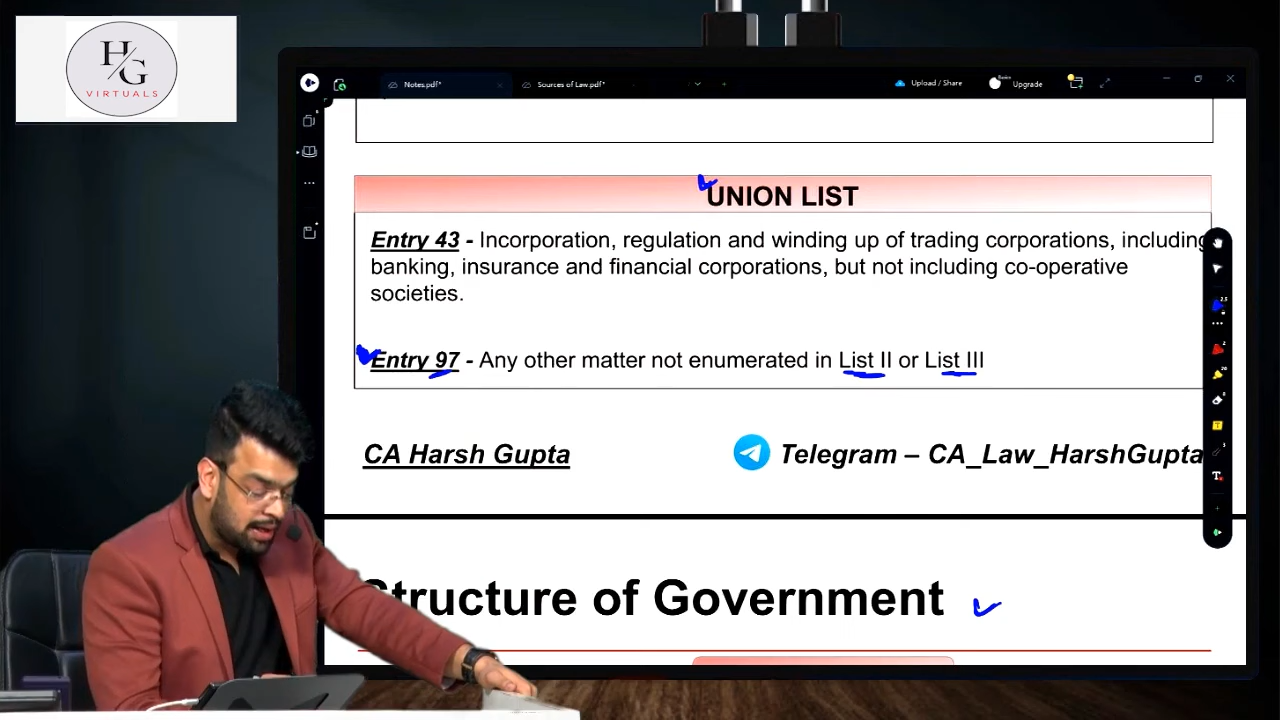 H/G
VIRTUALS
Notes.pdf*
Sources of Law.pdf*
Upload / Share
Basic
Upgrade
UNION LIST
Entry 43 - Incorporation, regulation and winding up of trading corporations, including
banking, insurance and financial corporations, but not including co-operative
societies.
Entry 97 - Any other matter not enumerated in List II or List III
CA Harsh Gupta
Telegram – CA_Law_HarshGupta
Structure of Government